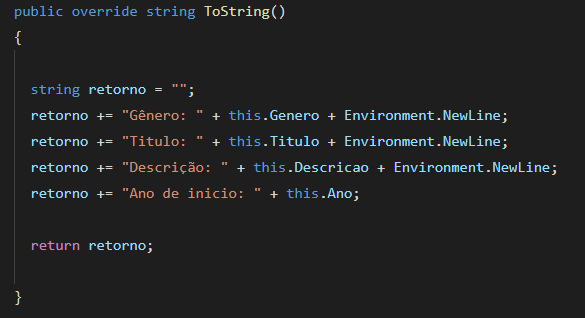 public override string ToString()
{
string retorno = "";
retorno += "Gênero: " + this.Genero + Environment.NewLine;
retorno += "Titulo: " + this.Titulo + Environment.NewLine;
retorno += "Descrição: " + this.Descricao + Environment.NewLine;
retorno += "Ano de inicio: " + this.Ano;
return retorno;
}